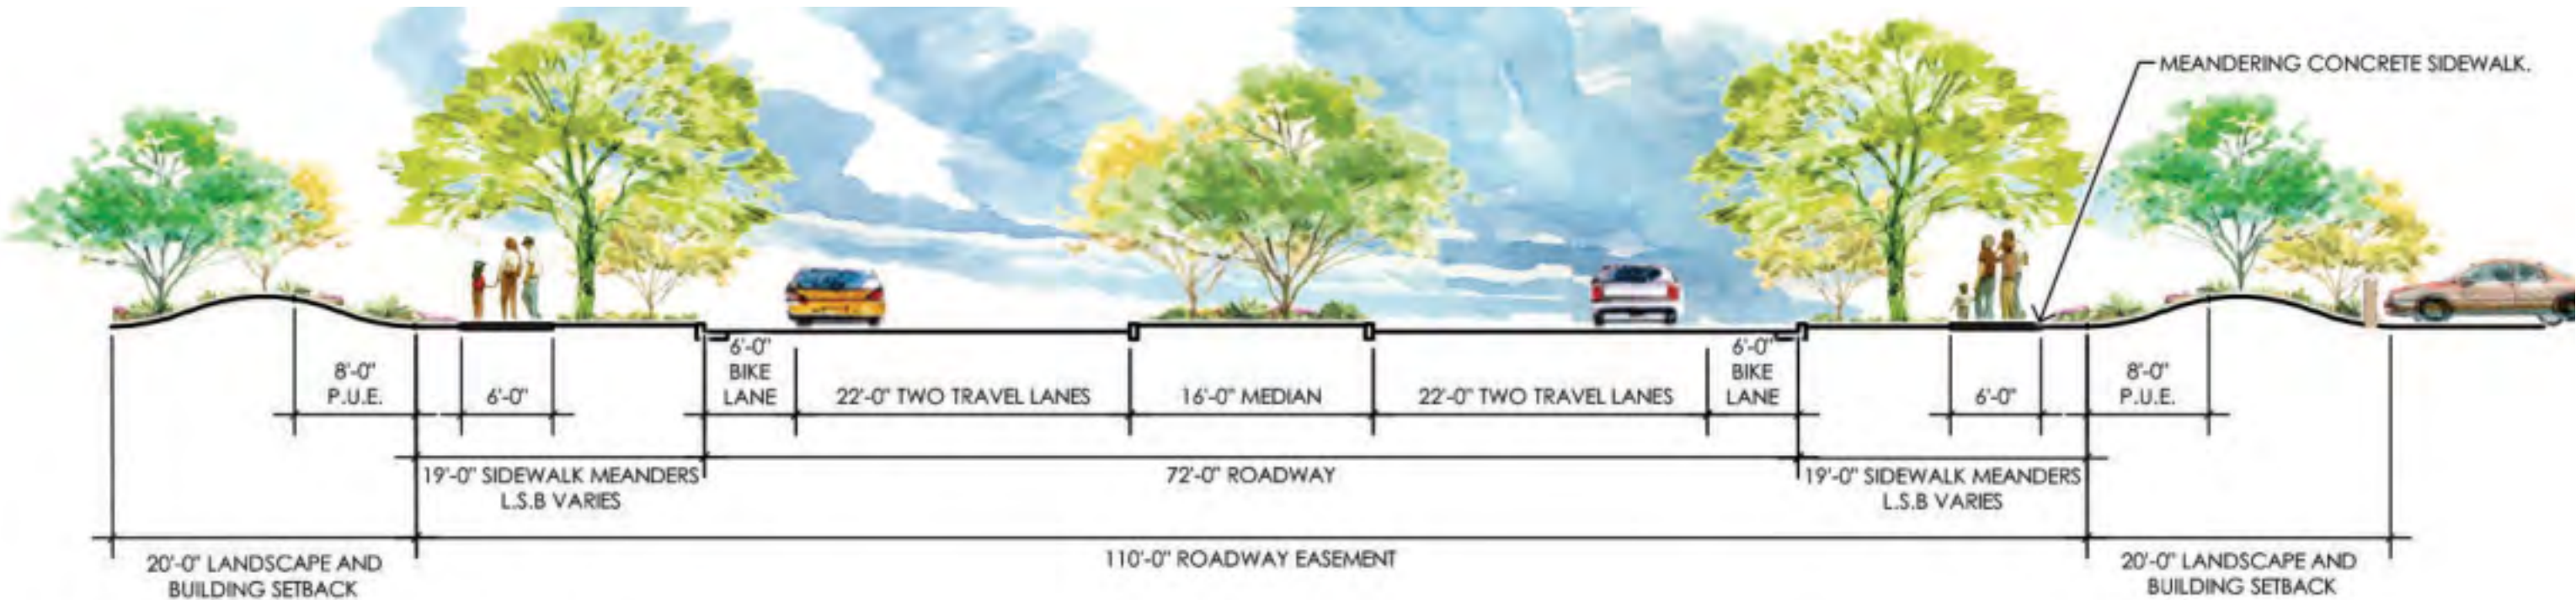 MEANDERING CONCRETE SIDEWALK.
8'-0"
P.U.E.
6'-0"
6'-0"
BIKE
LANE
22'-0" TWO TRAVEL LANES
16'-0" MEDIAN
22'-0" TWO TRAVEL LANES
6'-0"
BIKE
LANE
6'-0"
8'-0"
P.U.E.
19'-0" SIDEWALK MEANDERS
L.S.B VARIES
72'-0" ROADWAY
19'-0" SIDEWALK MEANDERS
L.S.B VARIES
20'-0" LANDSCAPE AND
BUILDING SETBACK
110'-0" ROADWAY EASEMENT
20'-0" LANDSCAPE AND
BUILDING SETBACK